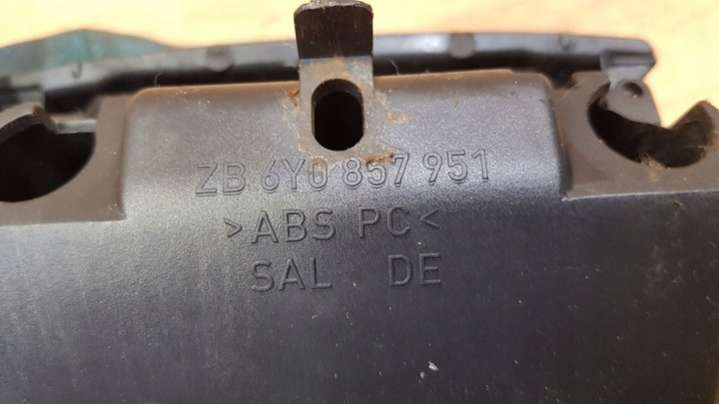 ZB 6Y0 857 951
>ABS PC<
SAL DE